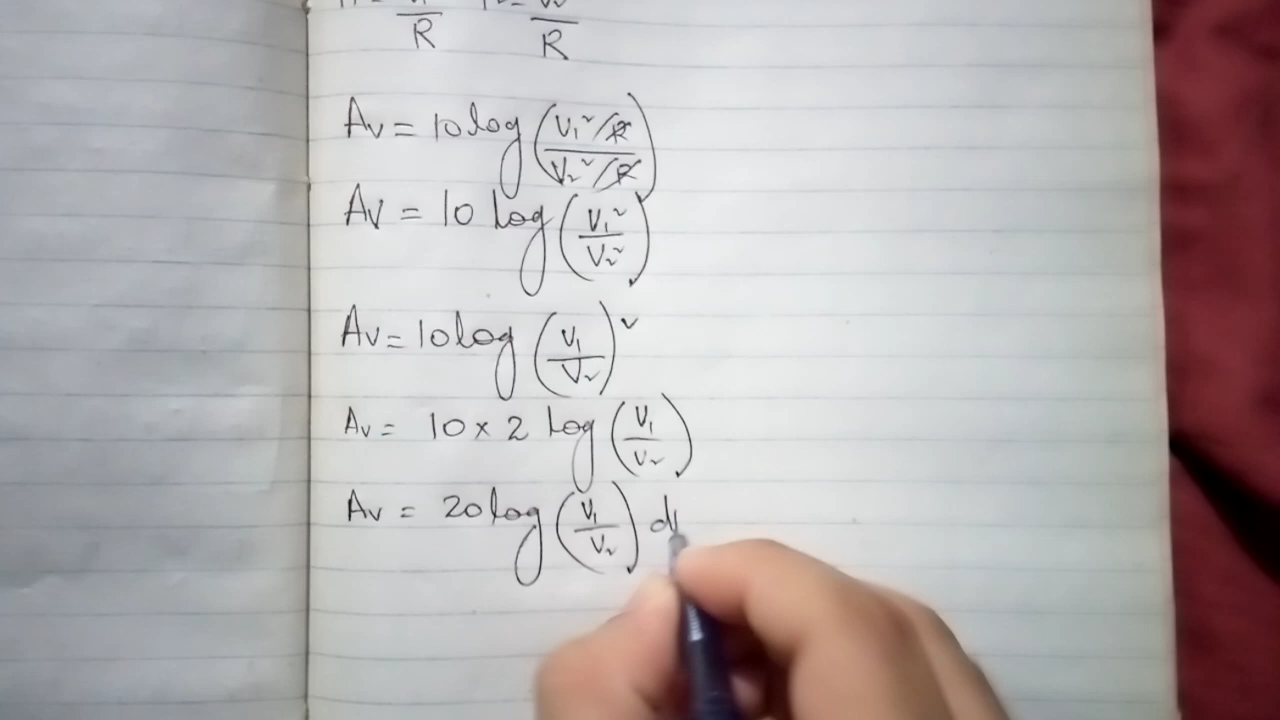 R R
Av = 10 log (V₁²/R / V₂²/R)
Av = 10 log (V₁² / V₂²)
Av = 10 log (V₁ / V₂)²
Av = 10 × 2 log (V₁ / V₂)
Av = 20 log (V₁ / V₂) d